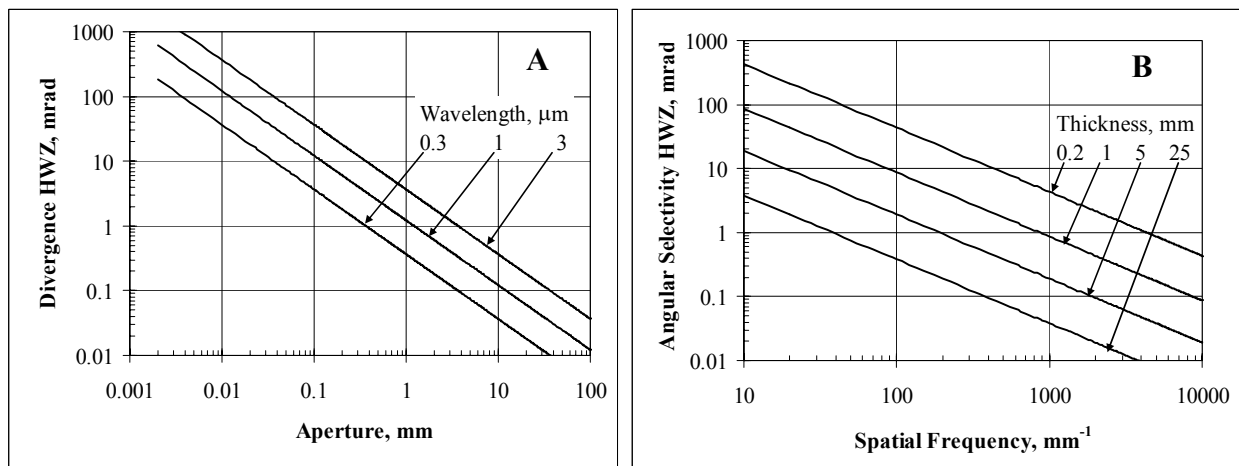 A
Divergence HWZ, mrad
1000
100
10
1
0.1
0.01
Wavelength, µm
0.3 1 3
0.001 0.01 0.1 1 10 100
Aperture, mm
B
Angular Selectivity HWZ, mrad
1000
100
10
1
0.1
0.01
Thickness, mm
0.2 1 5 25
10 100 1000 10000
Spatial Frequency, mm-1